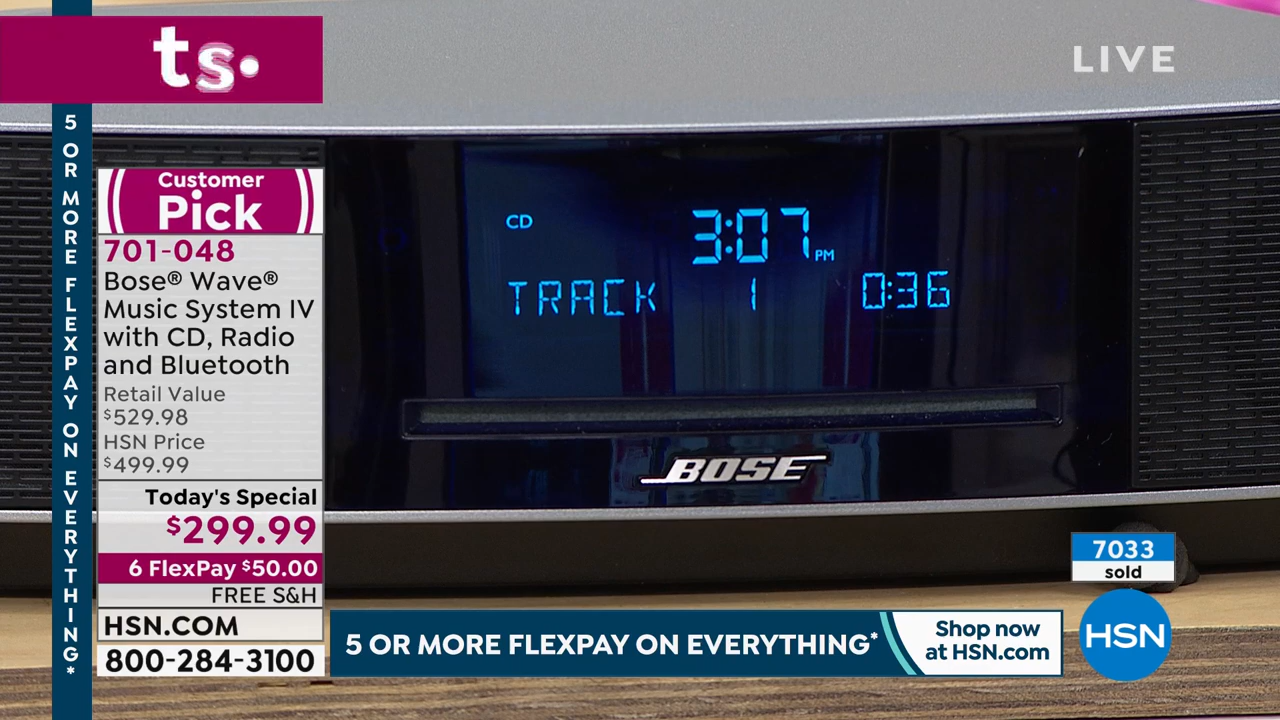 ts.
LIVE
5 OR MORE FLEXPAY ON EVERYTHING*
Customer
Pick
701-048
Bose® Wave®
Music System IV
with CD, Radio
and Bluetooth
Retail Value
$529.98
HSN Price
$499.99
Today's Special
$299.99
6 FlexPay $50.00
FREE S&H
HSN.COM
800-284-3100
CD
3:07 PM
TRACK 1 0:36
BOSE
7033
sold
5 OR MORE FLEXPAY ON EVERYTHING*
Shop now
at HSN.com
HSN